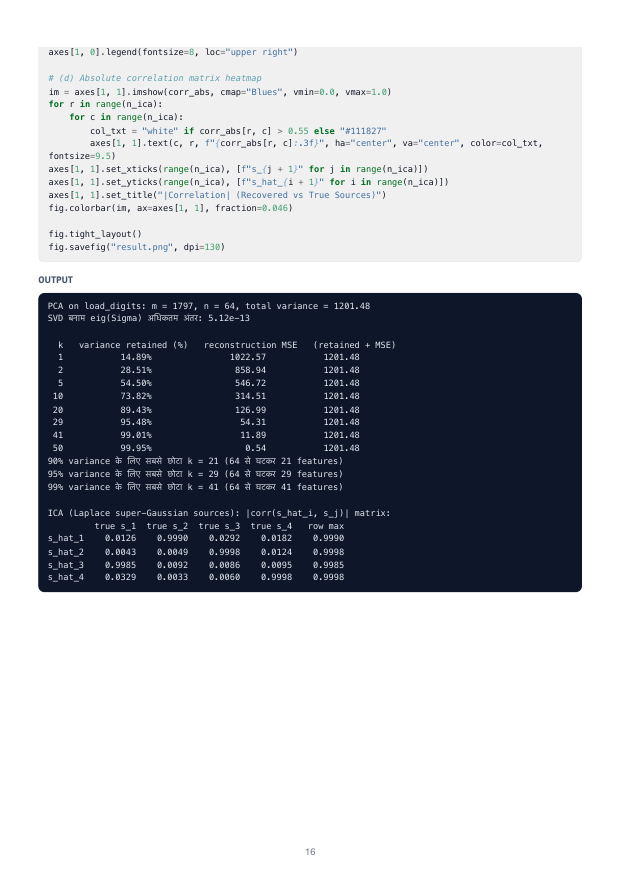 axes[1, 0].legend(fontsize=8, loc="upper right")
# (d) Absolute correlation matrix heatmap
im = axes[1, 1].imshow(corr_abs, cmap="Blues", vmin=0.0, vmax=1.0)
for r in range(n_ica):
    for c in range(n_ica):
        col_txt = "white" if corr_abs[r, c] > 0.55 else "#111827"
        axes[1, 1].text(c, r, f"{corr_abs[r, c]:.3f}", ha="center", va="center", color=col_txt,
fontsize=9.5)
axes[1, 1].set_xticks(range(n_ica), [f"s_{j + 1}" for j in range(n_ica)])
axes[1, 1].set_yticks(range(n_ica), [f"s_hat_{i + 1}" for i in range(n_ica)])
axes[1, 1].set_title("|Correlation| (Recovered vs True Sources)")
fig.colorbar(im, ax=axes[1, 1], fraction=0.046)
fig.tight_layout()
fig.savefig("result.png", dpi=130)
OUTPUT
PCA on load_digits: m = 1797, n = 64, total variance = 1201.48
SVD बनाम eig(Sigma) अधिकतम अंतर: 5.12e-13
  k   variance retained (%)   reconstruction MSE   (retained + MSE)
  1           14.89%               1022.57           1201.48
  2           28.51%                858.94           1201.48
  5           54.50%                546.72           1201.48
 10           73.82%                314.51           1201.48
 20           89.43%                126.99           1201.48
 29           95.48%                 54.31           1201.48
 41           99.01%                 11.89           1201.48
 50           99.95%                  0.54           1201.48
90% variance के लिए सबसे छोटा k = 21 (64 से घटकर 21 features)
95% variance के लिए सबसे छोटा k = 29 (64 से घटकर 29 features)
99% variance के लिए सबसे छोटा k = 41 (64 से घटकर 41 features)
ICA (Laplace super-Gaussian sources): |corr(s_hat_i, s_j)| matrix:
         true s_1  true s_2  true s_3  true s_4   row max
s_hat_1    0.0126    0.9990    0.0292    0.0182    0.9990
s_hat_2    0.0043    0.0049    0.9998    0.0124    0.9998
s_hat_3    0.9985    0.0092    0.0086    0.0095    0.9985
s_hat_4    0.0329    0.0033    0.0060    0.9998    0.9998
16